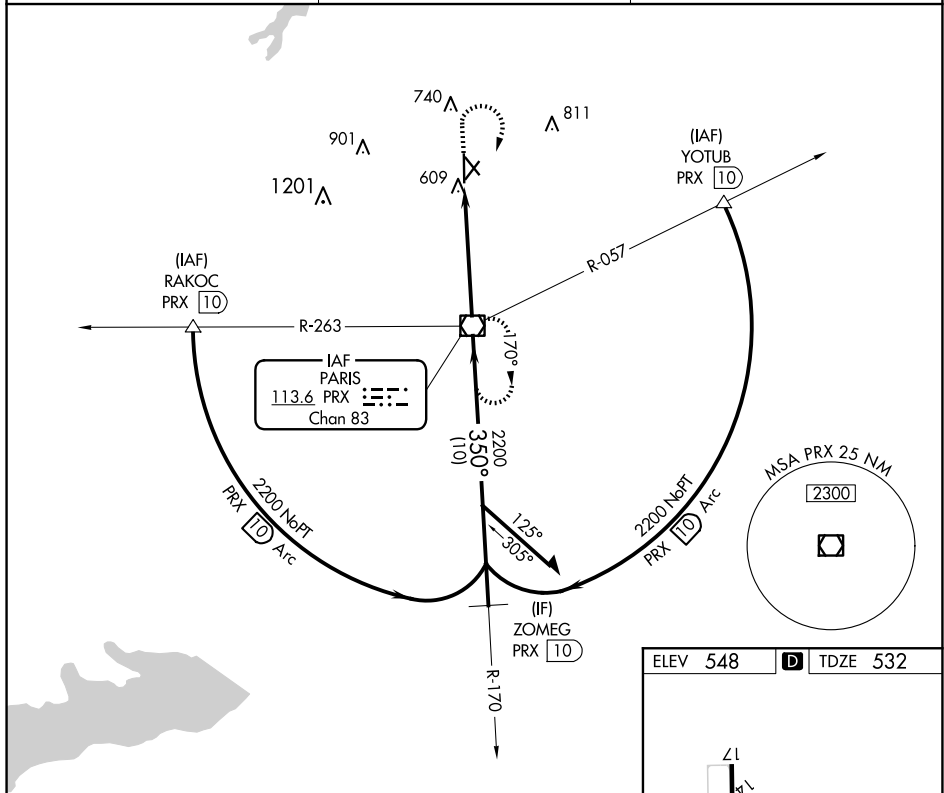 740
811
901
609
1201
(IAF)
YOTUB
PRX 10
R-057
(IAF)
RAKOC
PRX 10
R-263
IAF
PARIS
113.6 PRX
Chan 83
170°
2200
350°
(10)
MSA PRX 25 NM
2300
2200 NoPT
PRX 10 Arc
2200 NoPT
PRX 10 Arc
125°
305°
(IF)
ZOMEG
PRX 10
R-170
ELEV 548 D TDZE 532
17
14